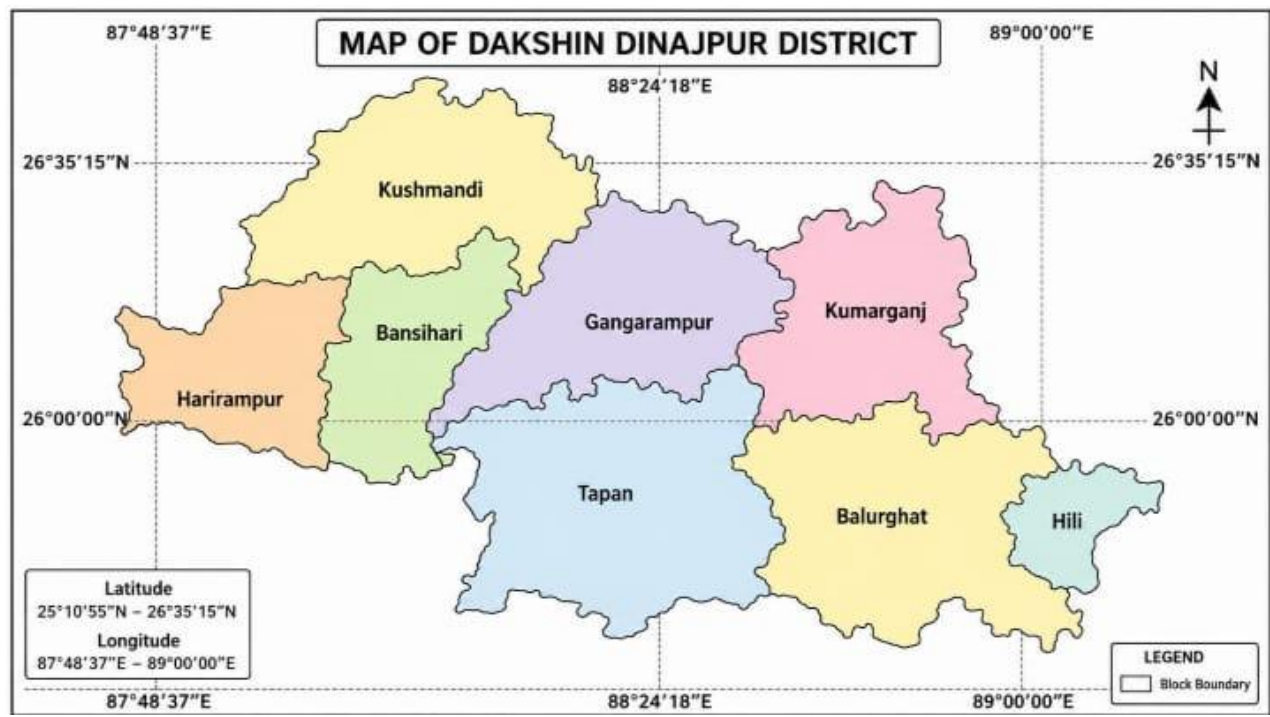 87°48'37"E
MAP OF DAKSHIN DINAJPUR DISTRICT
89°00'00"E
88°24'18"E
N
26°35'15"N
26°35'15"N
Kushmandi
Kumarganj
Gangarampur
Bansihari
Harirampur
26°00'00"N
26°00'00"N
Tapan
Balurghat
Hili
Latitude
25°10'55"N – 26°35'15"N
Longitude
87°48'37"E – 89°00'00"E
LEGEND
Block Boundary
87°48'37"E
88°24'18"E
89°00'00"E